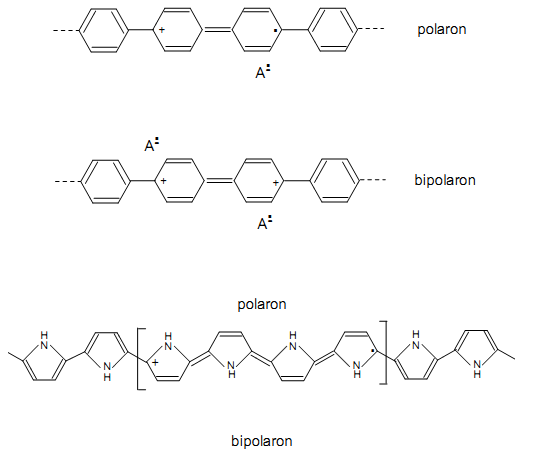 + • polaron
A:
A:
+ + bipolaron
A:
polaron
H H H H
N N N N
+ •
N N N N
H H H H
bipolaron